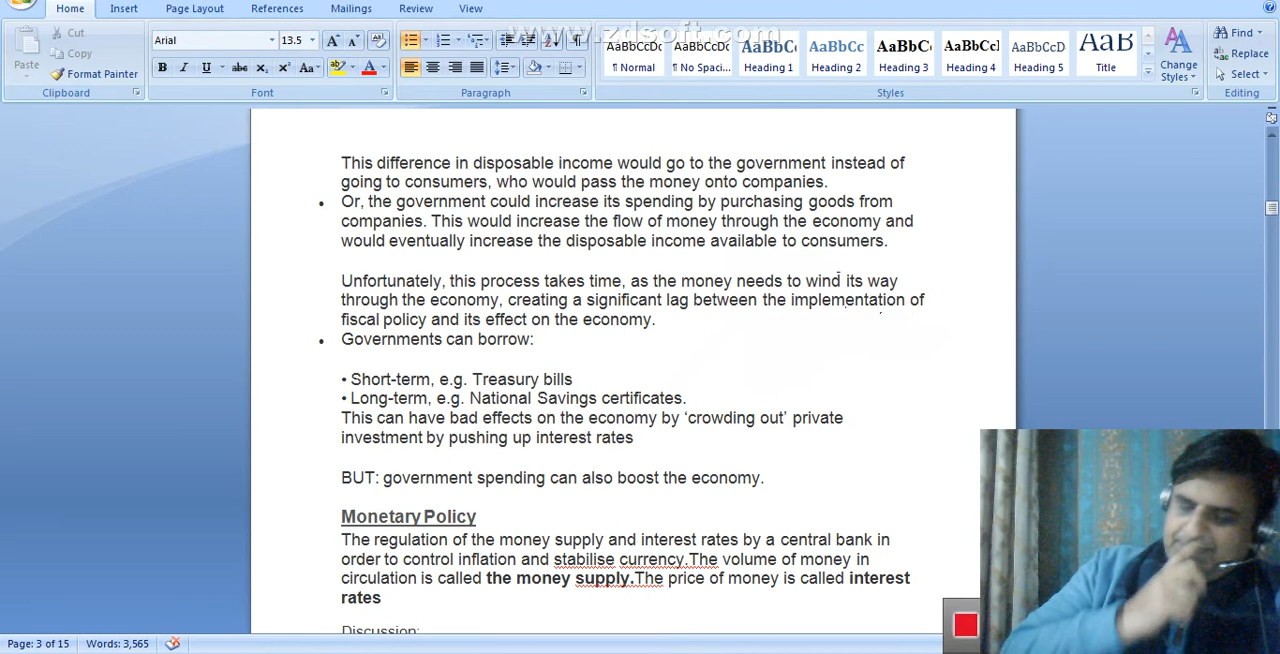 Home Insert Page Layout References Mailings Review View
www.zdsoft.com
Cut
Copy
Paste
Format Painter
Clipboard
Arial 13.5
B I U abc x₂ x² Aa A
Font
Paragraph
AaBbCcDc AaBbCcDc AaBbC AaBbCc AaBbC AaBbCcI AaBbCcD AaB
¶ Normal ¶ No Spaci... Heading 1 Heading 2 Heading 3 Heading 4 Heading 5 Title
Change Styles
Styles
Find
Replace
Select
Editing
This difference in disposable income would go to the government instead of
going to consumers, who would pass the money onto companies.
• Or, the government could increase its spending by purchasing goods from
companies. This would increase the flow of money through the economy and
would eventually increase the disposable income available to consumers.
Unfortunately, this process takes time, as the money needs to wind its way
through the economy, creating a significant lag between the implementation of
fiscal policy and its effect on the economy.
• Governments can borrow:
• Short-term, e.g. Treasury bills
• Long-term, e.g. National Savings certificates.
This can have bad effects on the economy by ‘crowding out’ private
investment by pushing up interest rates
BUT: government spending can also boost the economy.
Monetary Policy
The regulation of the money supply and interest rates by a central bank in
order to control inflation and stabilise currency.The volume of money in
circulation is called the money supply.The price of money is called interest
rates
Discussion:
Page: 3 of 15 Words: 3,565